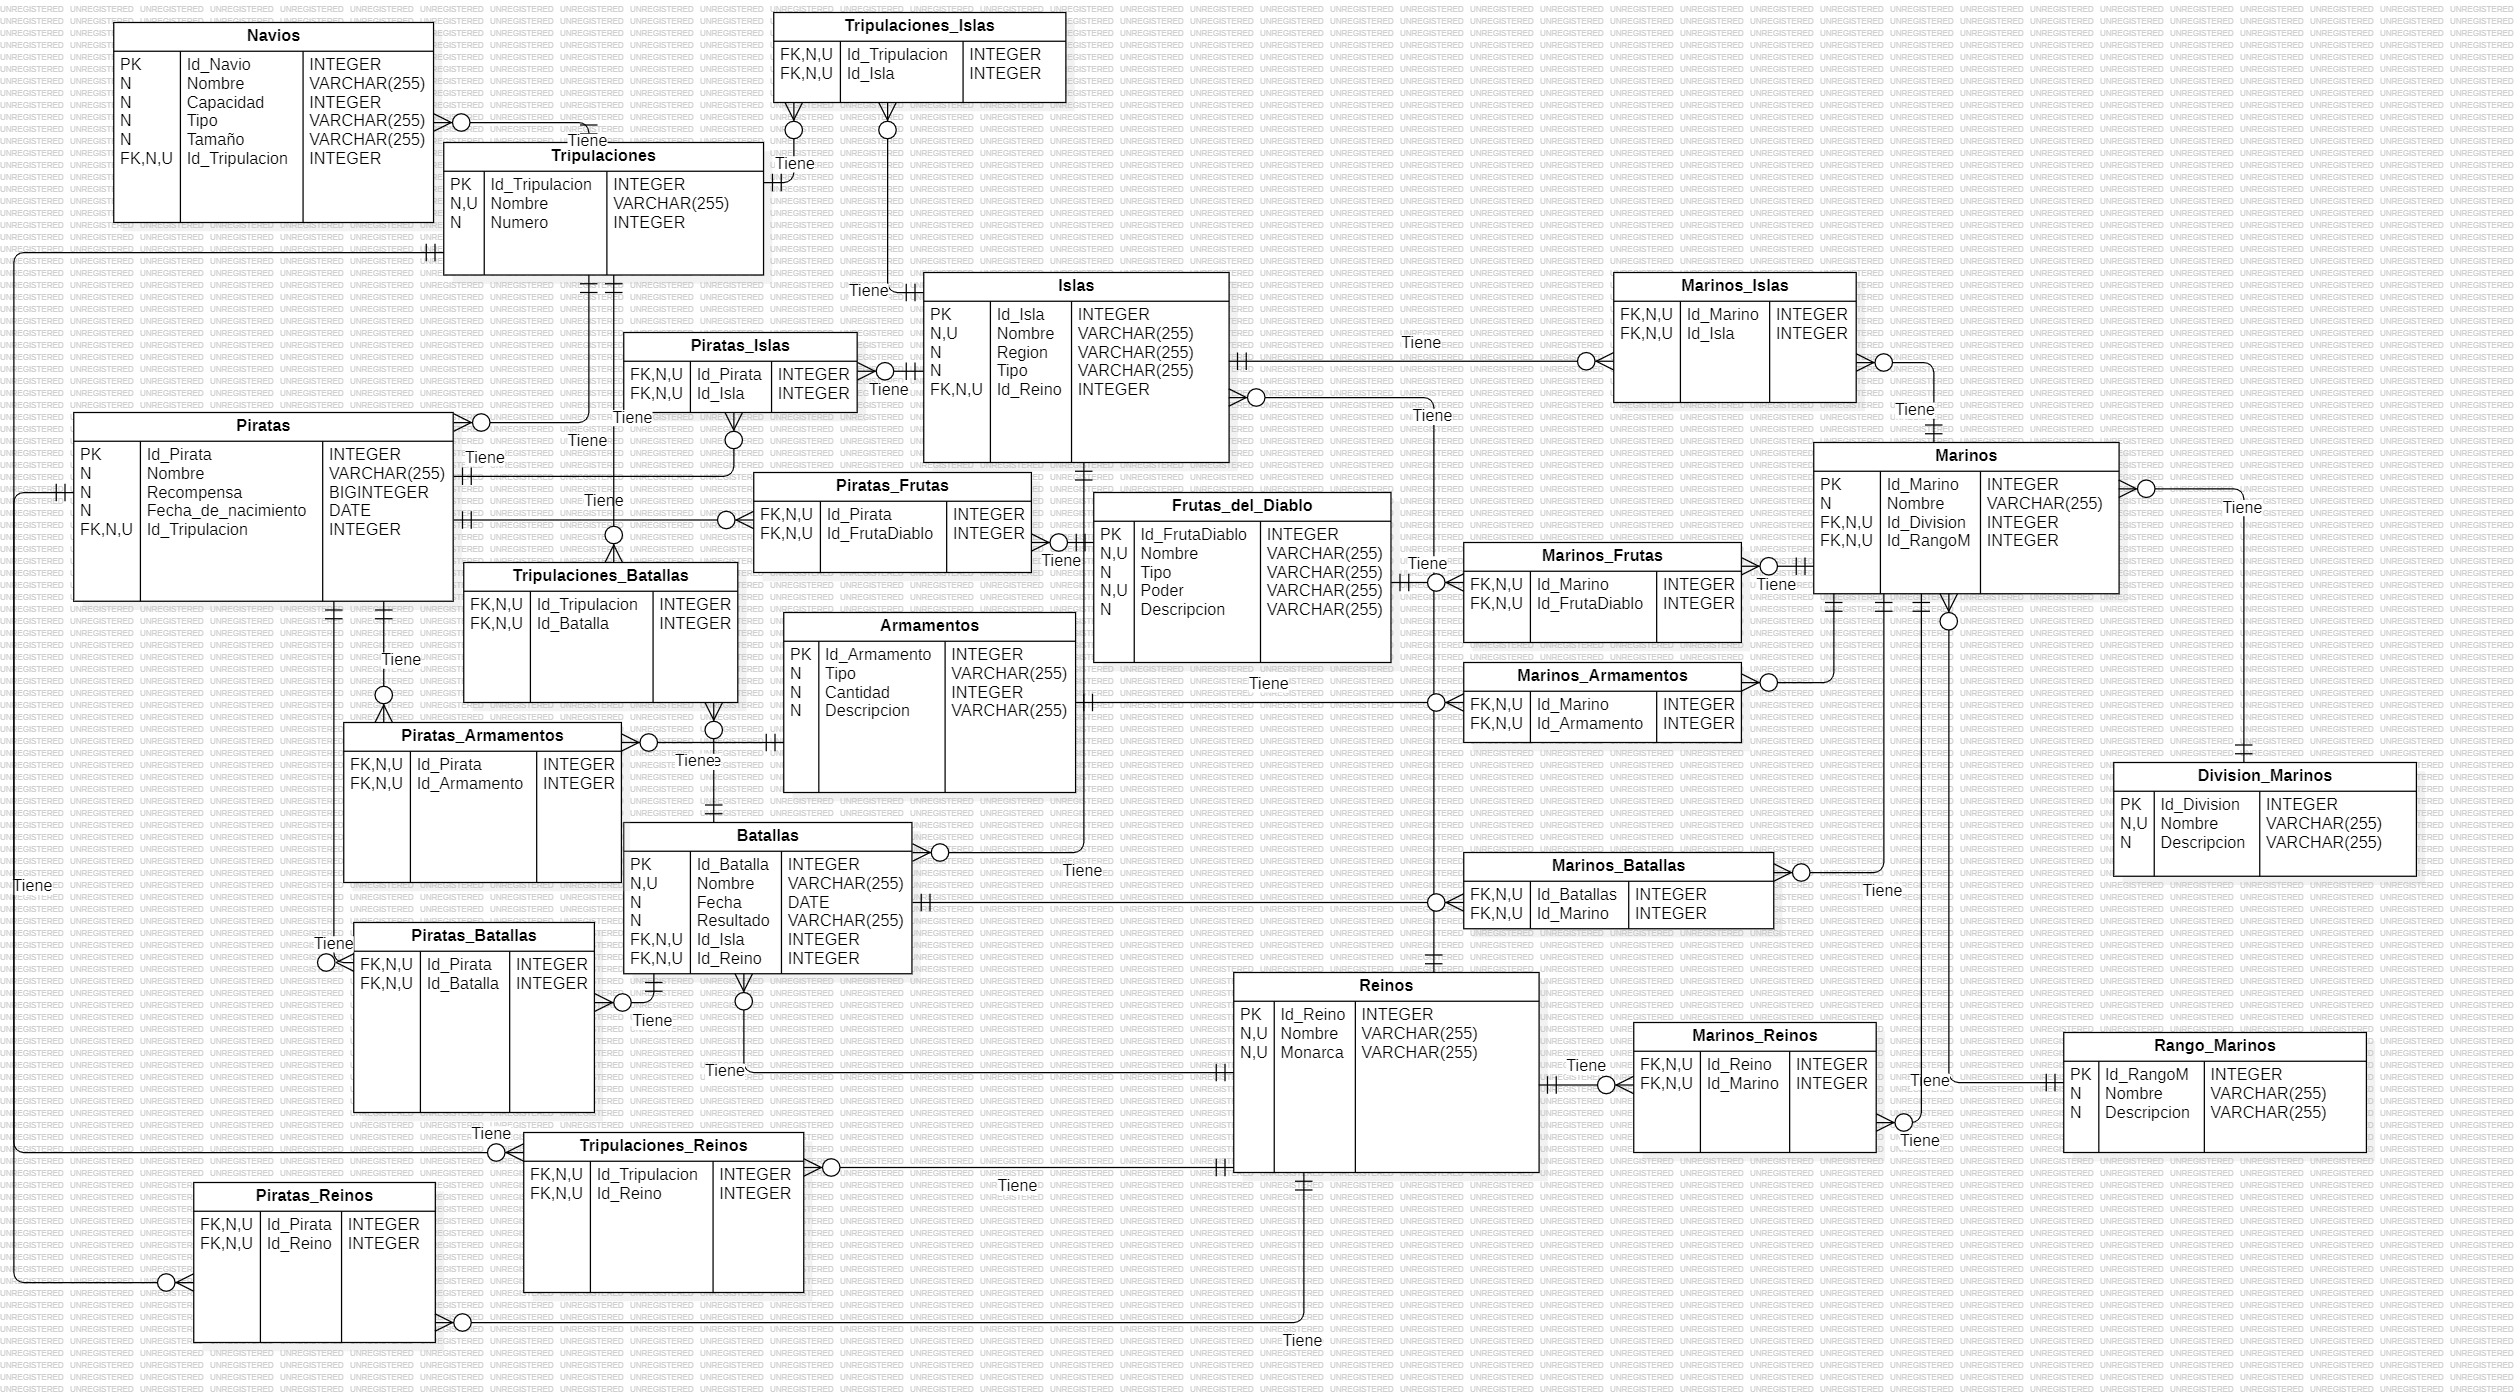 Navios
PK Id_Navio INTEGER
N Nombre VARCHAR(255)
N Capacidad INTEGER
N Tipo VARCHAR(255)
N Tamaño VARCHAR(255)
FK,N,U Id_Tripulacion INTEGER
Tripulaciones_Islas
FK,N,U Id_Tripulacion INTEGER
FK,N,U Id_Isla INTEGER
Tiene
Tripulaciones
PK Id_Tripulacion INTEGER
N,U Nombre VARCHAR(255)
N Numero INTEGER
Tiene
Tiene
Islas
PK Id_Isla INTEGER
N,U Nombre VARCHAR(255)
N Region VARCHAR(255)
N Tipo VARCHAR(255)
FK,N,U Id_Reino INTEGER
Tiene
Marinos_Islas
FK,N,U Id_Marino INTEGER
FK,N,U Id_Isla INTEGER
Piratas_Islas
FK,N,U Id_Pirata INTEGER
FK,N,U Id_Isla INTEGER
Tiene
Tiene
Tiene
Tiene
Tiene
Piratas
PK Id_Pirata INTEGER
N Nombre VARCHAR(255)
N Recompensa BIGINTEGER
N Fecha_de_nacimiento DATE
FK,N,U Id_Tripulacion INTEGER
Tiene
Tiene
Piratas_Frutas
FK,N,U Id_Pirata INTEGER
FK,N,U Id_FrutaDiablo INTEGER
Tiene
Frutas_del_Diablo
PK Id_FrutaDiablo INTEGER
N,U Nombre VARCHAR(255)
N Tipo VARCHAR(255)
N,U Poder VARCHAR(255)
N Descripcion VARCHAR(255)
Tiene
Marinos
PK Id_Marino INTEGER
N Nombre VARCHAR(255)
FK,N,U Id_Division INTEGER
FK,N,U Id_RangoM INTEGER
Tiene
Marinos_Frutas
FK,N,U Id_Marino INTEGER
FK,N,U Id_FrutaDiablo INTEGER
Tiene
Tripulaciones_Batallas
FK,N,U Id_Tripulacion INTEGER
FK,N,U Id_Batalla INTEGER
Armamentos
PK Id_Armamento INTEGER
N Tipo VARCHAR(255)
N Cantidad INTEGER
N Descripcion VARCHAR(255)
Tiene
Tiene
Marinos_Armamentos
FK,N,U Id_Marino INTEGER
FK,N,U Id_Armamento INTEGER
Piratas_Armamentos
FK,N,U Id_Pirata INTEGER
FK,N,U Id_Armamento INTEGER
Tiene
Division_Marinos
PK Id_Division INTEGER
N,U Nombre VARCHAR(255)
N Descripcion VARCHAR(255)
Batallas
PK Id_Batalla INTEGER
N,U Nombre VARCHAR(255)
N Fecha DATE
N Resultado VARCHAR(255)
FK,N,U Id_Isla INTEGER
FK,N,U Id_Reino INTEGER
Tiene
Marinos_Batallas
FK,N,U Id_Batallas INTEGER
FK,N,U Id_Marino INTEGER
Tiene
Tiene
Tiene
Piratas_Batallas
FK,N,U Id_Pirata INTEGER
FK,N,U Id_Batalla INTEGER
Tiene
Reinos
PK Id_Reino INTEGER
N,U Nombre VARCHAR(255)
N,U Monarca VARCHAR(255)
Tiene
Tiene
Marinos_Reinos
FK,N,U Id_Reino INTEGER
FK,N,U Id_Marino INTEGER
Tiene
Tiene
Rango_Marinos
PK Id_RangoM INTEGER
N Nombre VARCHAR(255)
N Descripcion VARCHAR(255)
Tiene
Tripulaciones_Reinos
FK,N,U Id_Tripulacion INTEGER
FK,N,U Id_Reino INTEGER
Tiene
Piratas_Reinos
FK,N,U Id_Pirata INTEGER
FK,N,U Id_Reino INTEGER
Tiene
UNREGISTERED